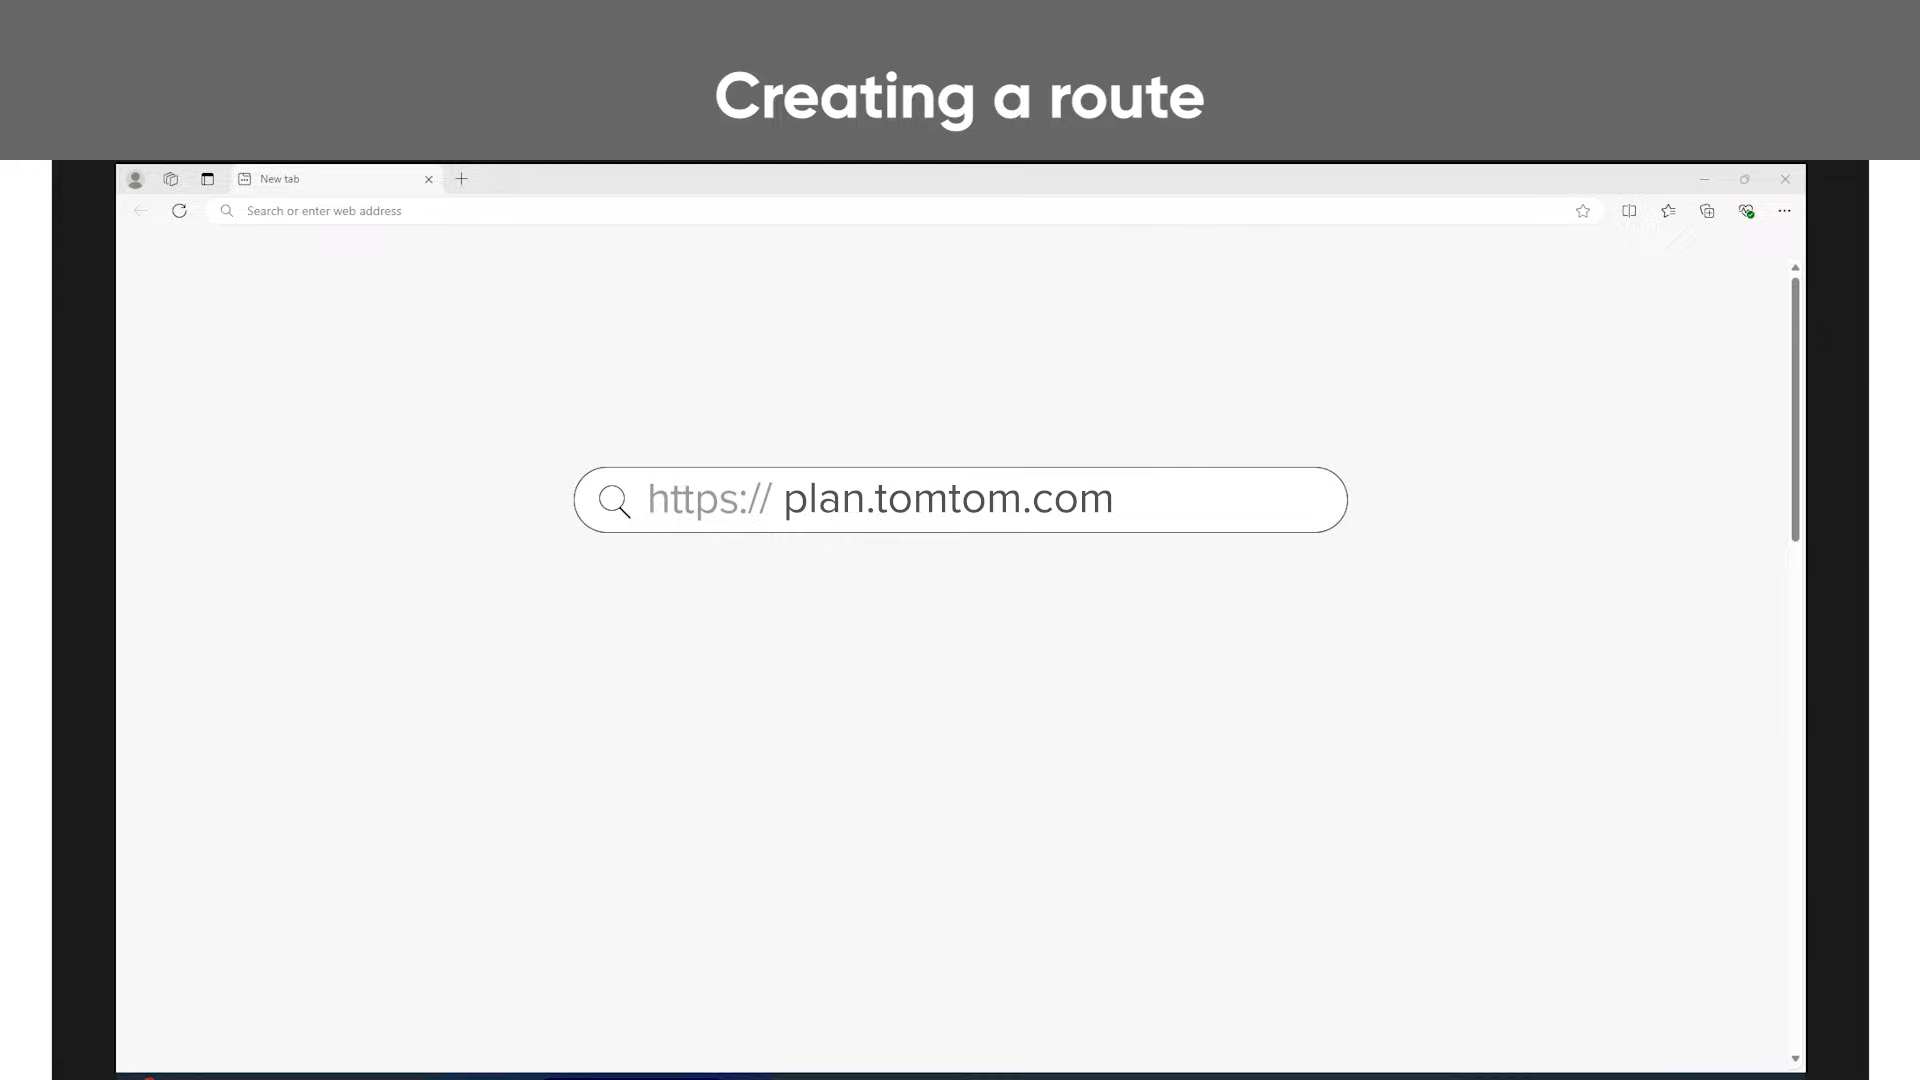 Creating a route
New tab
Search or enter web address
https:// plan.tomtom.com